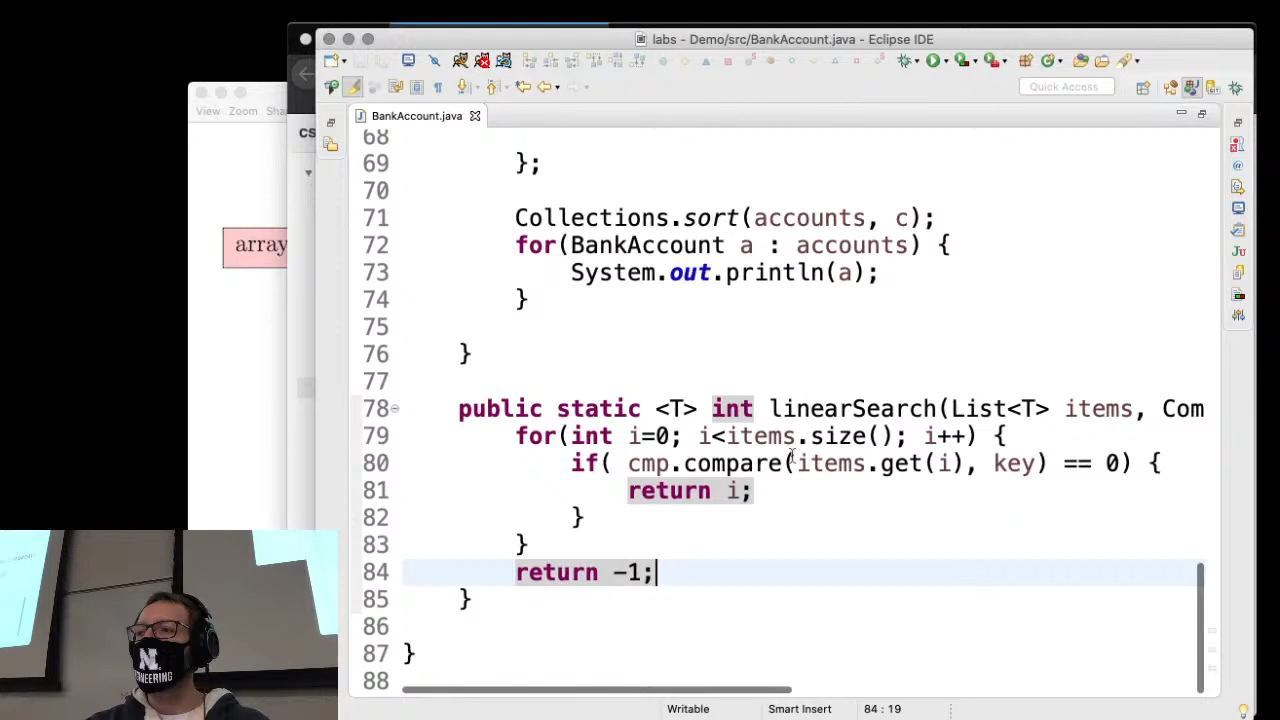 labs - Demo/src/BankAccount.java - Eclipse IDE
Quick Access
BankAccount.java
View Zoom Sha
CS
array
68
69 };
70
71 Collections.sort(accounts, c);
72 for(BankAccount a : accounts) {
73 System.out.println(a);
74 }
75
76 }
77
78 public static <T> int linearSearch(List<T> items, Com
79 for(int i=0; i<items.size(); i++) {
80 if( cmp.compare(items.get(i), key) == 0) {
81 return i;
82 }
83 }
84 return -1;
85 }
86
87 }
88
Writable Smart Insert 84 : 19
N